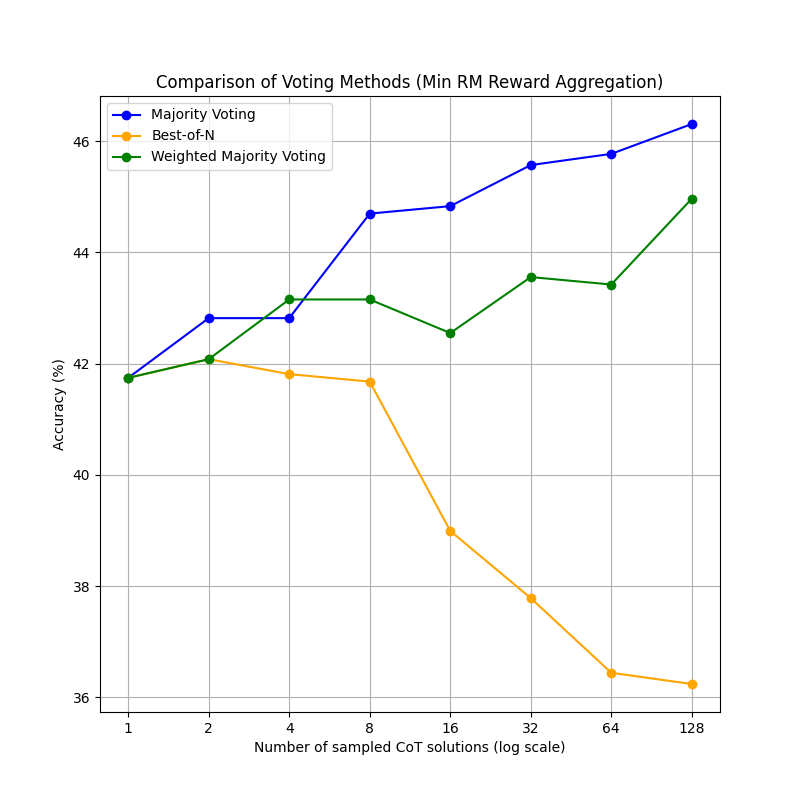 Comparison of Voting Methods (Min RM Reward Aggregation)
Majority Voting
Best-of-N
Weighted Majority Voting
46
44
42
40
38
36
Accuracy (%)
1 2 4 8 16 32 64 128
Number of sampled CoT solutions (log scale)